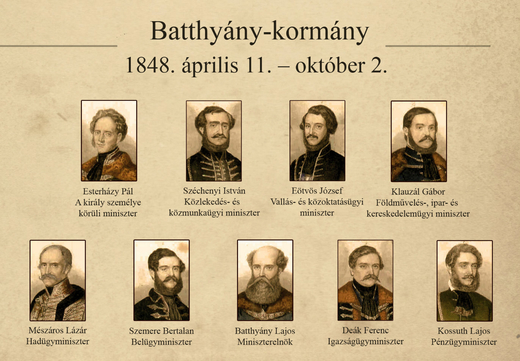 Batthyány-kormány
1848. április 11. – október 2.
Esterházy Pál
A király személye
körüli miniszter
Széchenyi István
Közlekedés- és
közmunkaügyi miniszter
Eötvös József
Vallás- és közoktatásügyi
miniszter
Klauzál Gábor
Földművelés-, ipar- és
kereskedelemügyi miniszter
Mészáros Lázár
Hadügyminiszter
Szemere Bertalan
Belügyminiszter
Batthyány Lajos
Miniszterelnök
Deák Ferenc
Igazságügyminiszter
Kossuth Lajos
Pénzügyminiszter